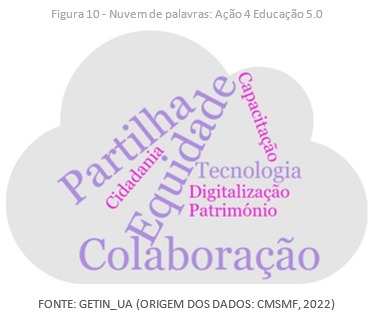 Figura 10 - Nuvem de palavras: Ação 4 Educação 5.0
Partilha
Cidadania
Equidade
Capacitação
Tecnologia
Digitalização
Património
Colaboração
FONTE: GETIN_UA (ORIGEM DOS DADOS: CMSMF, 2022)